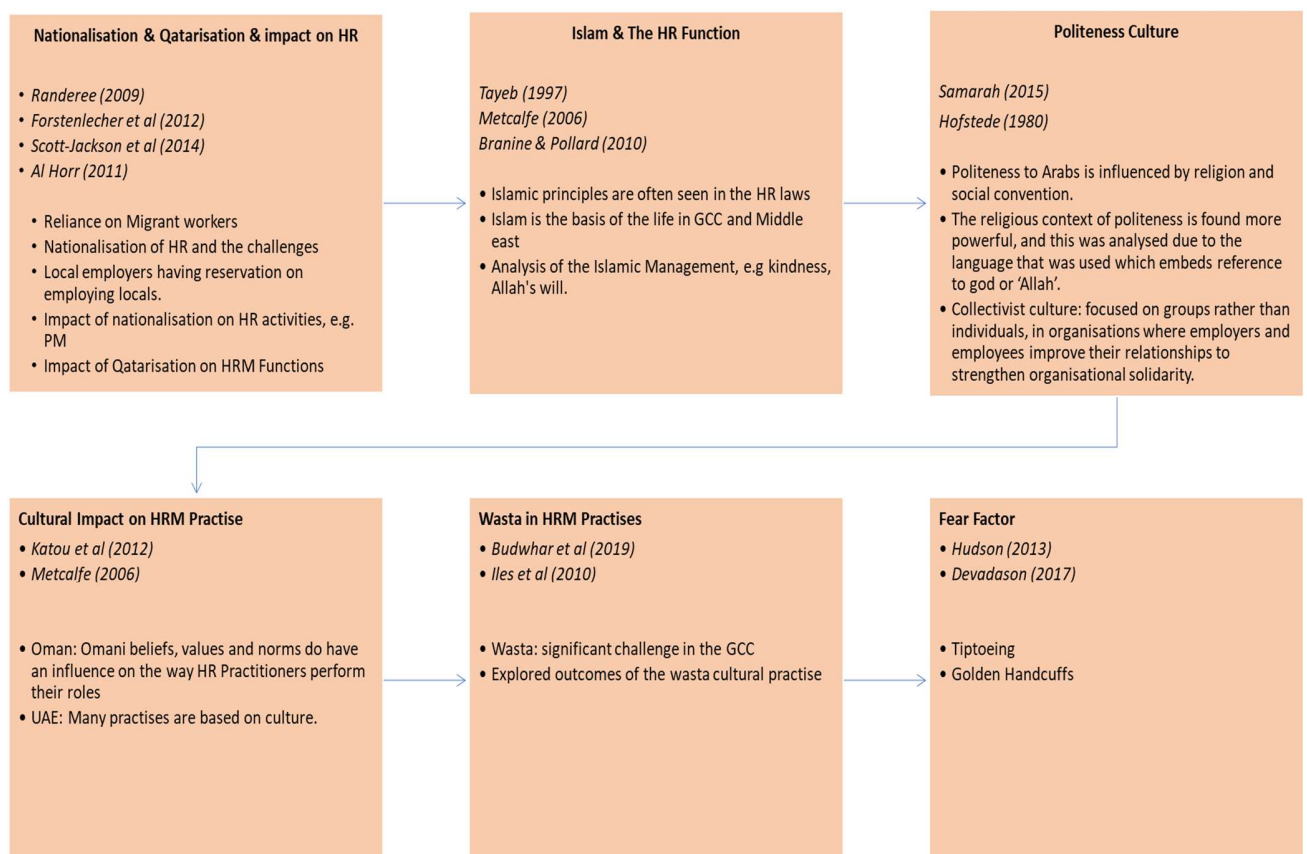 Nationalisation & Qatarisation & impact on HR
• Randeree (2009)
• Forstenlecher et al (2012)
• Scott-Jackson et al (2014)
• Al Horr (2011)
• Reliance on Migrant workers
• Nationalisation of HR and the challenges
• Local employers having reservation on
employing locals.
• Impact of nationalisation on HR activities, e.g.
PM
• Impact of Qatarisation on HRM Functions
Islam & The HR Function
Tayeb (1997)
Metcalfe (2006)
Branine & Pollard (2010)
• Islamic principles are often seen in the HR laws
• Islam is the basis of the life in GCC and Middle
east
• Analysis of the Islamic Management, e.g kindness,
Allah's will.
Politeness Culture
Samarah (2015)
Hofstede (1980)
• Politeness to Arabs is influenced by religion and
social convention.
• The religious context of politeness is found more
powerful, and this was analysed due to the
language that was used which embeds reference
to god or ‘Allah’.
• Collectivist culture: focused on groups rather than
individuals, in organisations where employers and
employees improve their relationships to
strengthen organisational solidarity.
Cultural Impact on HRM Practise
• Katou et al (2012)
• Metcalfe (2006)
• Oman: Omani beliefs, values and norms do have
an influence on the way HR Practitioners perform
their roles
• UAE: Many practises are based on culture.
Wasta in HRM Practises
• Budwhar et al (2019)
• Iles et al (2010)
• Wasta: significant challenge in the GCC
• Explored outcomes of the wasta cultural practise
Fear Factor
• Hudson (2013)
• Devadason (2017)
• Tiptoeing
• Golden Handcuffs